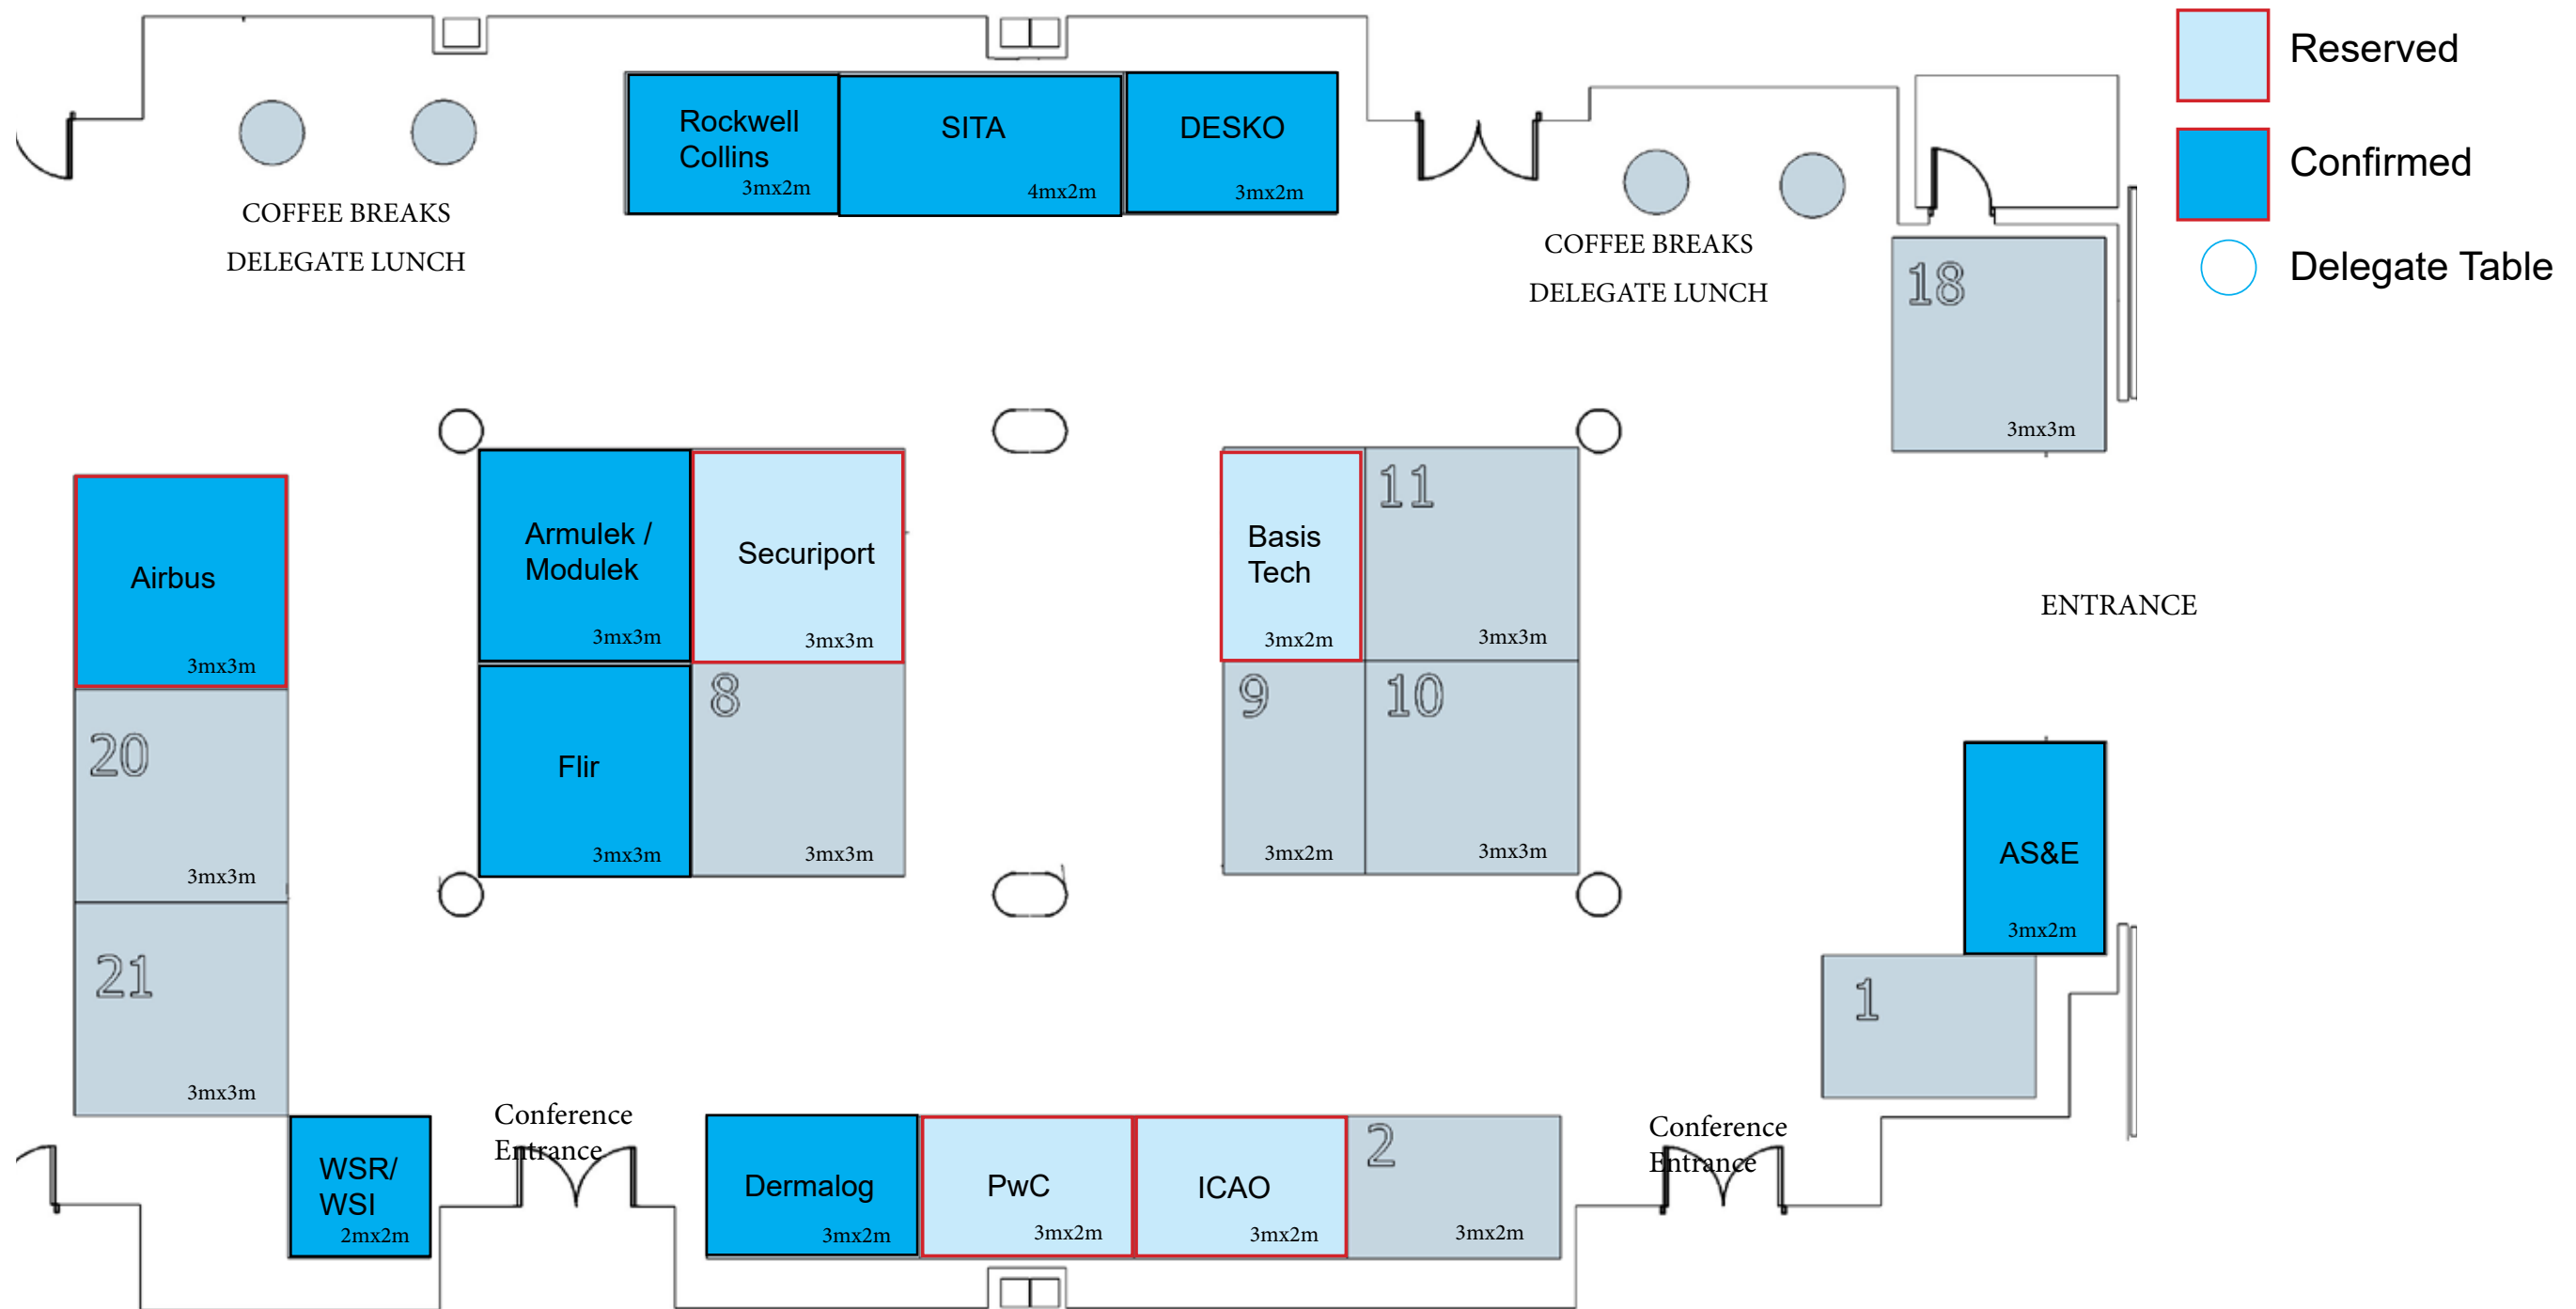 Reserved
Confirmed
Delegate Table
Rockwell
Collins
3mx2m
SITA
4mx2m
DESKO
3mx2m
COFFEE BREAKS
DELEGATE LUNCH
COFFEE BREAKS
DELEGATE LUNCH
18
3mx3m
Airbus
3mx3m
Armulek /
Modulek
3mx3m
Securiport
3mx3m
Basis
Tech
3mx2m
11
3mx3m
ENTRANCE
20
3mx3m
Flir
3mx3m
8
3mx3m
9
3mx2m
10
3mx3m
AS&E
3mx2m
21
3mx3m
1
WSR/
WSI
2mx2m
Conference
Entrance
Dermalog
3mx2m
PwC
3mx2m
ICAO
3mx2m
2
3mx2m
Conference
Entrance